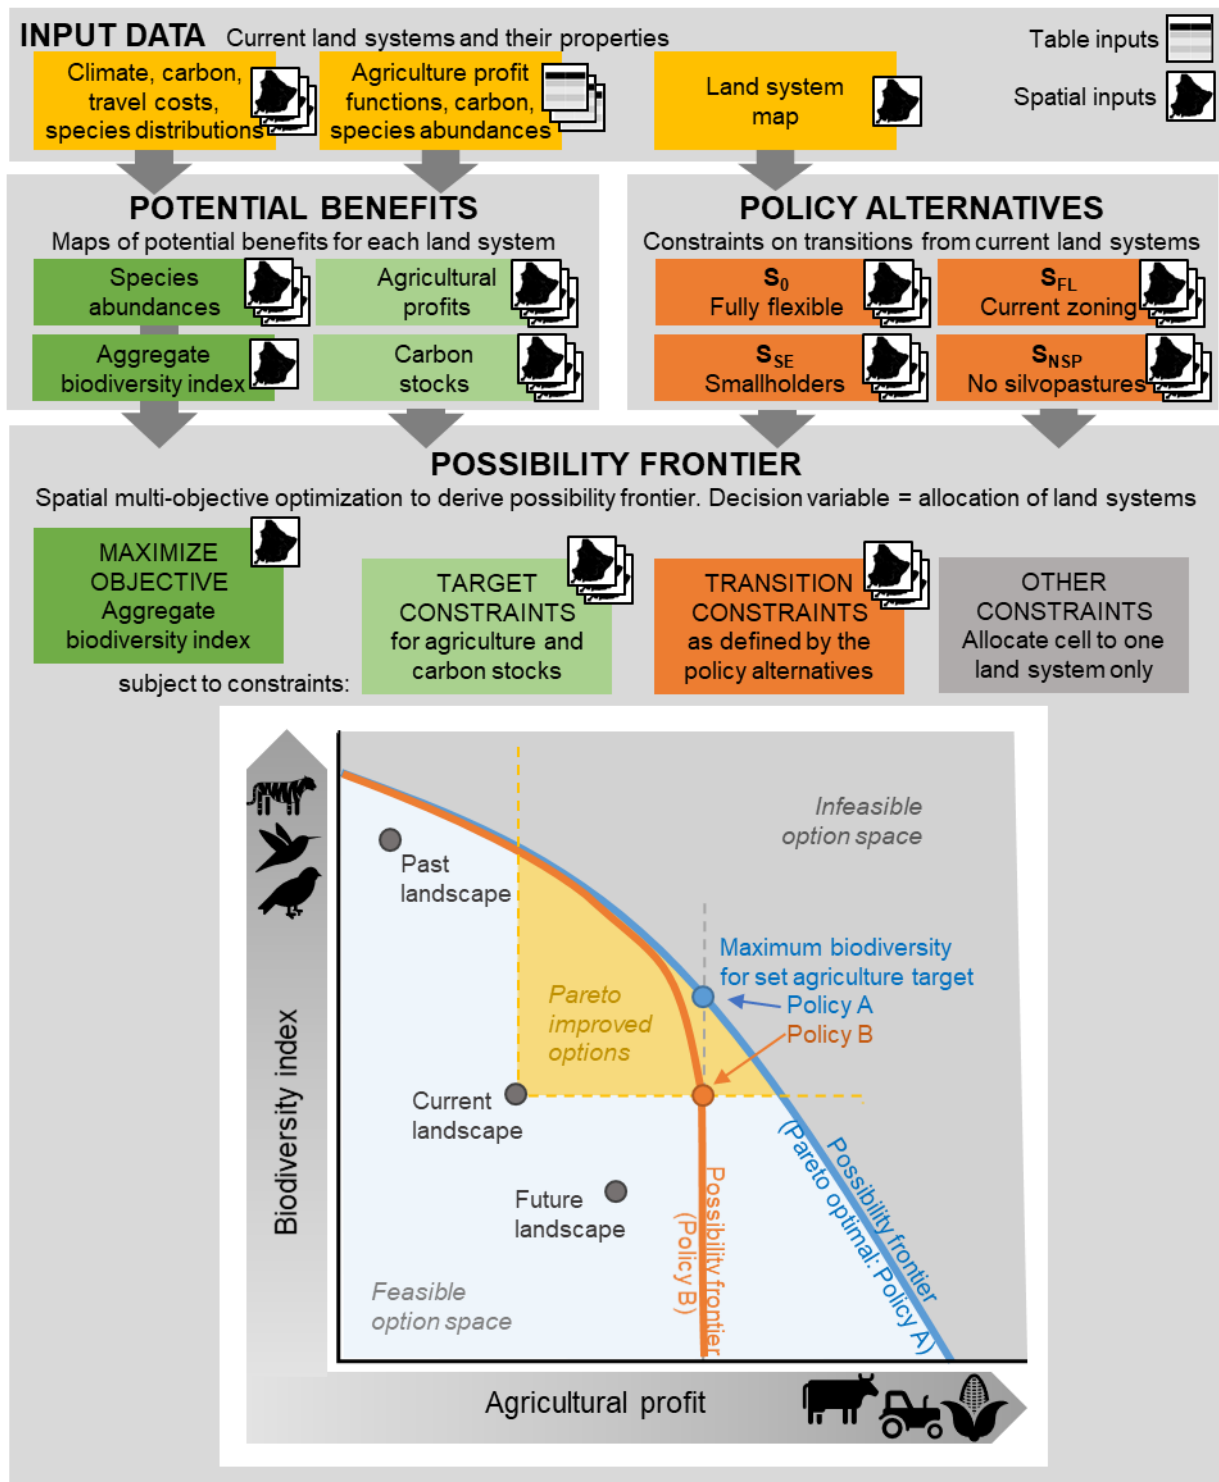 INPUT DATA Current land systems and their properties
Table inputs
Spatial inputs
Climate, carbon,
travel costs,
species distributions
Agriculture profit
functions, carbon,
species abundances
Land system
map
POTENTIAL BENEFITS
Maps of potential benefits for each land system
Species
abundances
Agricultural
profits
Aggregate
biodiversity index
Carbon
stocks
POLICY ALTERNATIVES
Constraints on transitions from current land systems
S0
Fully flexible
SFL
Current zoning
SSE
Smallholders
SNSP
No silvopastures
POSSIBILITY FRONTIER
Spatial multi-objective optimization to derive possibility frontier. Decision variable = allocation of land systems
MAXIMIZE
OBJECTIVE
Aggregate
biodiversity index
subject to constraints:
TARGET
CONSTRAINTS
for agriculture and
carbon stocks
TRANSITION
CONSTRAINTS
as defined by the
policy alternatives
OTHER
CONSTRAINTS
Allocate cell to one
land system only
Biodiversity index
Infeasible
option space
Past
landscape
Maximum biodiversity
for set agriculture target
Policy A
Policy B
Pareto
improved
options
Current
landscape
Future
landscape
Possibility frontier
(Policy B)
Possibility frontier
(Pareto optimal: Policy A)
Feasible
option space
Agricultural profit